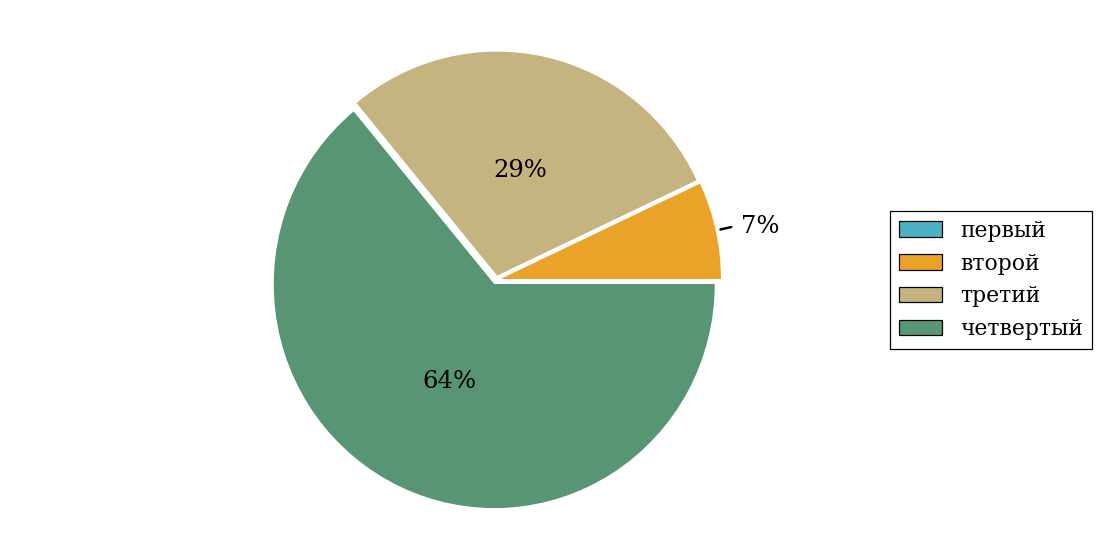 29%
7%
64%
первый
второй
третий
четвертый